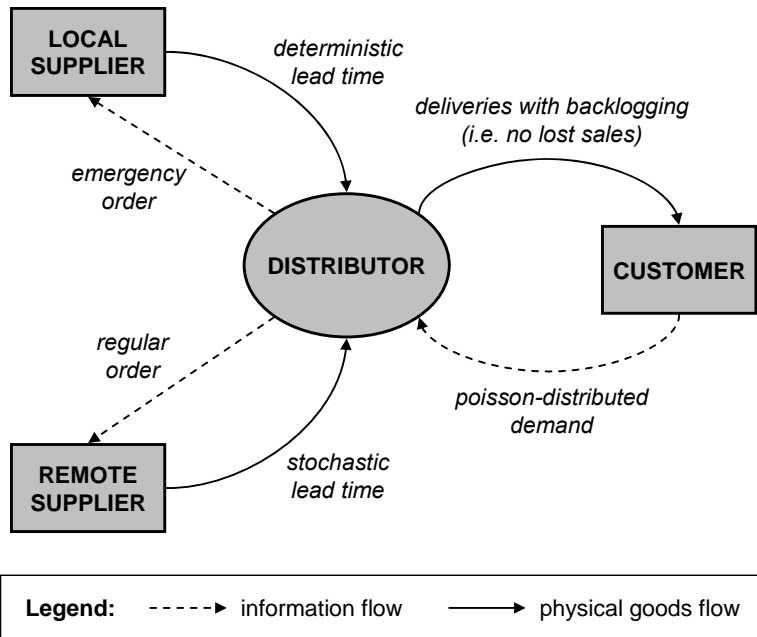 LOCAL
SUPPLIER
deterministic
lead time
deliveries with backlogging
(i.e. no lost sales)
emergency
order
DISTRIBUTOR
CUSTOMER
regular
order
poisson-distributed
demand
REMOTE
SUPPLIER
stochastic
lead time
Legend: information flow physical goods flow